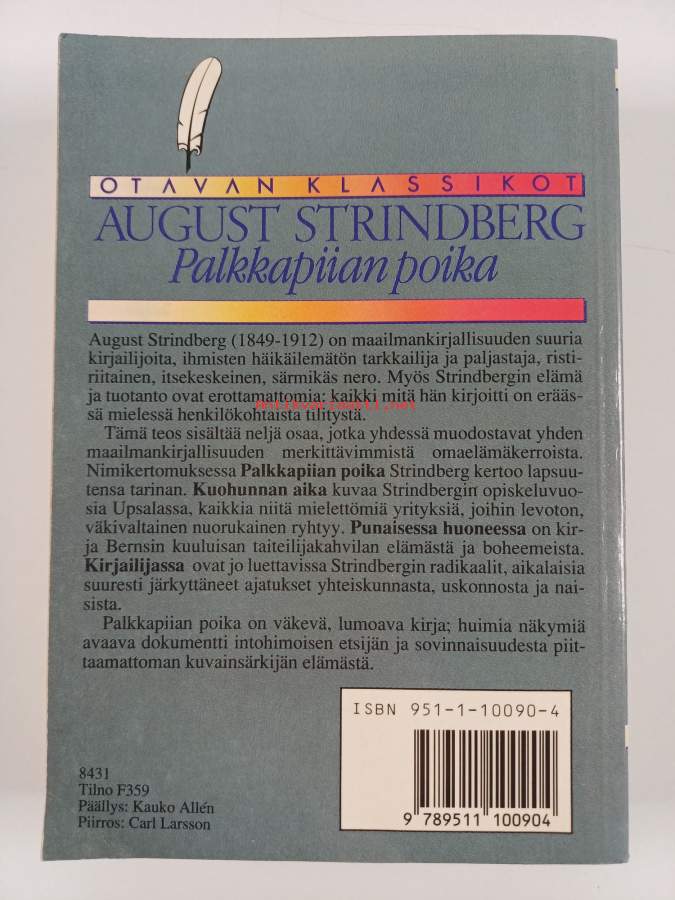 OTAVAN KLASSIKOT
AUGUST STRINDBERG
Palkkapiian poika
August Strindberg (1849-1912) on maailmankirjallisuuden suuria
kirjailijoita, ihmisten häikäilemätön tarkkailija ja paljastaja, risti-
riitainen, itsekeskeinen, särmikäs nero. Myös Strindbergin elämä
ja tuotanto ovat erottamattomia: kaikki mitä hän kirjoitti on erääs-
antikvariaatti.net
sä mielessä henkilökohtaista tilitystä.
Tämä teos sisältää neljä osaa, jotka yhdessä muodostavat yhden
maailmankirjallisuuden merkittävimmistä omaelämäkerroista.
Nimikertomuksessa Palkkapiian poika Strindberg kertoo lapsuu-
tensa tarinan. Kuohunnan aika kuvaa Strindbergin opiskeluvuo-
sia Upsalassa, kaikkia niitä mielettömiä yrityksiä, joihin levoton,
väkivaltainen nuorukainen ryhtyy. Punaisessa huoneessa on kir-
ja Bernsin kuuluisan taiteilijakahvilan elämästä ja boheemeista.
Kirjailijassa ovat jo luettavissa Strindbergin radikaalit, aikalaisia
suuresti järkyttäneet ajatukset yhteiskunnasta, uskonnosta ja nai-
sista.
Palkkapiian poika on väkevä, lumoava kirja; huimia näkymiä
avaava dokumentti intohimoisen etsijän ja sovinnaisuudesta piit-
taamattoman kuvainsärkijän elämästä.
ISBN 951-1-10090-4
9 789511 100904
8431
Tilno F359
Päällys: Kauko Allén
Piirros: Carl Larsson